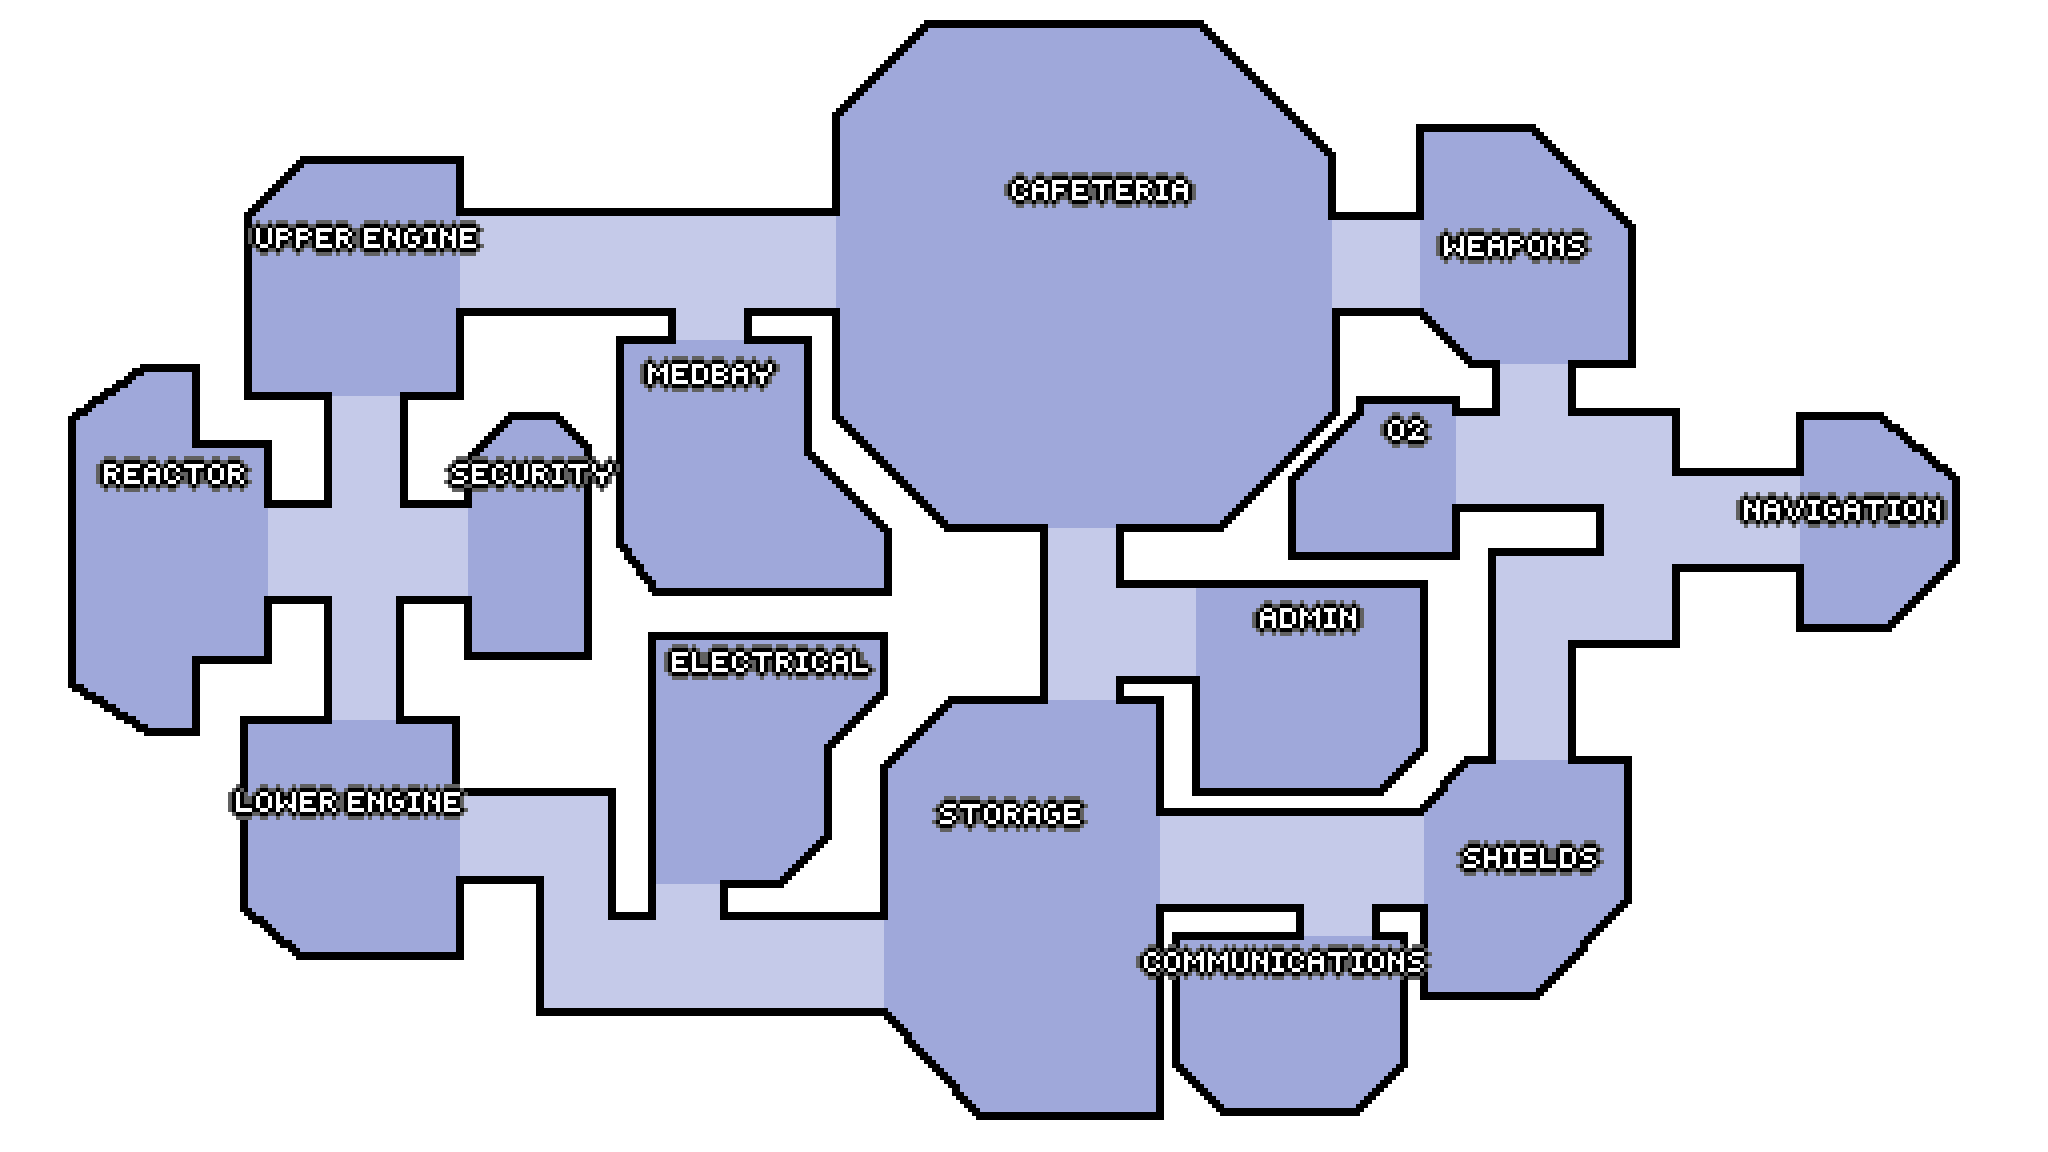 CAFETERIA
UPPER ENGINE
WEAPONS
MEDBAY
O2
REACTOR
SECURITY
NAVIGATION
ADMIN
ELECTRICAL
LOWER ENGINE
STORAGE
SHIELDS
COMMUNICATIONS